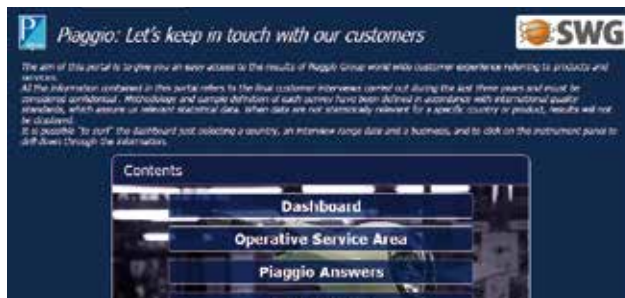 Piaggio: Let's keep in touch with our customers
SWG
The aim of this portal is to give you an easy access to the results of Piaggio Group world wide customer experience referring to products and
services.
All the information contained in this portal refers to the final customer interviews carried out during the last three years and must be
considered confidential. Methodology and sample definition of each survey have been defined in accordance with international quality
standards, which assure us relevant statistical data. When data are not statistically relevant for a specific country or product, results will not
be displayed.
It is possible "to surf" the dashboard just selecting a country, an interview range date and a business, and to click on the instrument panel to
drill down through the information.
Contents
Dashboard
Operative Service Area
Piaggio Answers